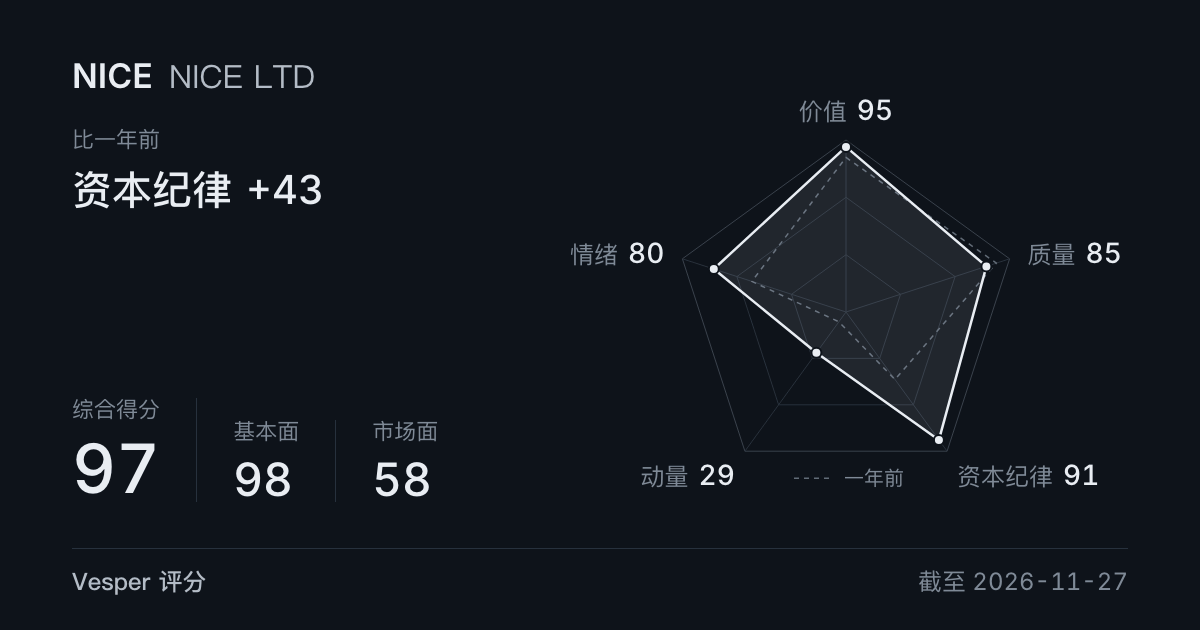 NICE NICE LTD
比一年前
资本纪律 +43
价值 95
情绪 80
质量 85
动量 29
一年前
资本纪律 91
综合得分
97
基本面
98
市场面
58
Vesper 评分
截至 2026-11-27